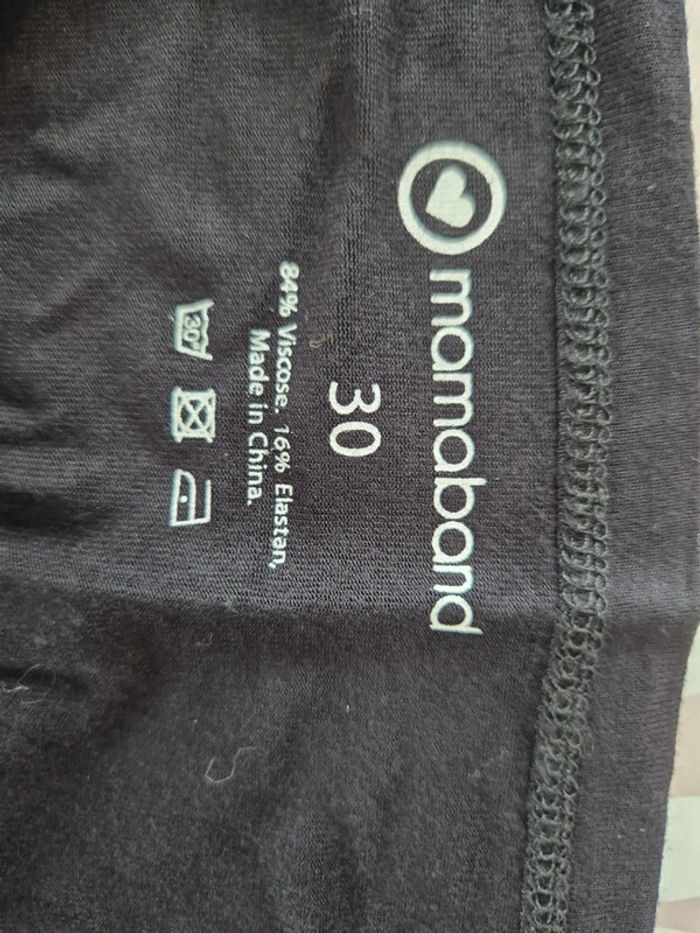 mamaband
30
84% Viscose. 16% Elastan,
Made in China.
30